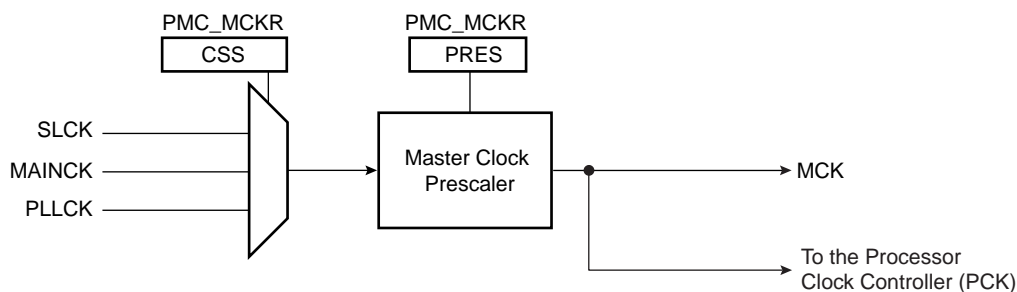 PMC_MCKR
PMC_MCKR
CSS
PRES
SLCK
MAINCK
PLLCK
Master Clock
Prescaler
MCK
To the Processor
Clock Controller (PCK)